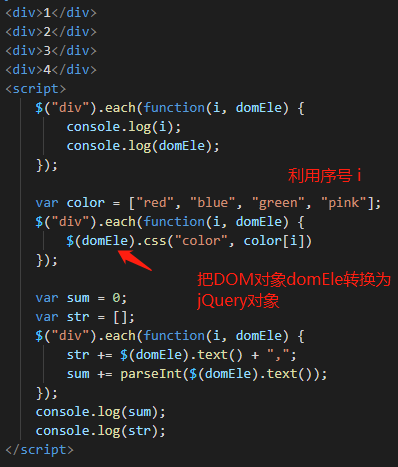 <div>1</div>
<div>2</div>
<div>3</div>
<div>4</div>
<script>
    $("div").each(function(i, domEle) {
        console.log(i);
        console.log(domEle);
    });
利用序号 i
    var color = ["red", "blue", "green", "pink"];
    $("div").each(function(i, domEle) {
        $(domEle).css("color", color[i])
    });
把DOM对象domEle转换为
jQuery对象
    var sum = 0;
    var str = [];
    $("div").each(function(i, domEle) {
        str += $(domEle).text() + ",";
        sum += parseInt($(domEle).text());
    });
    console.log(sum);
    console.log(str);
</script>